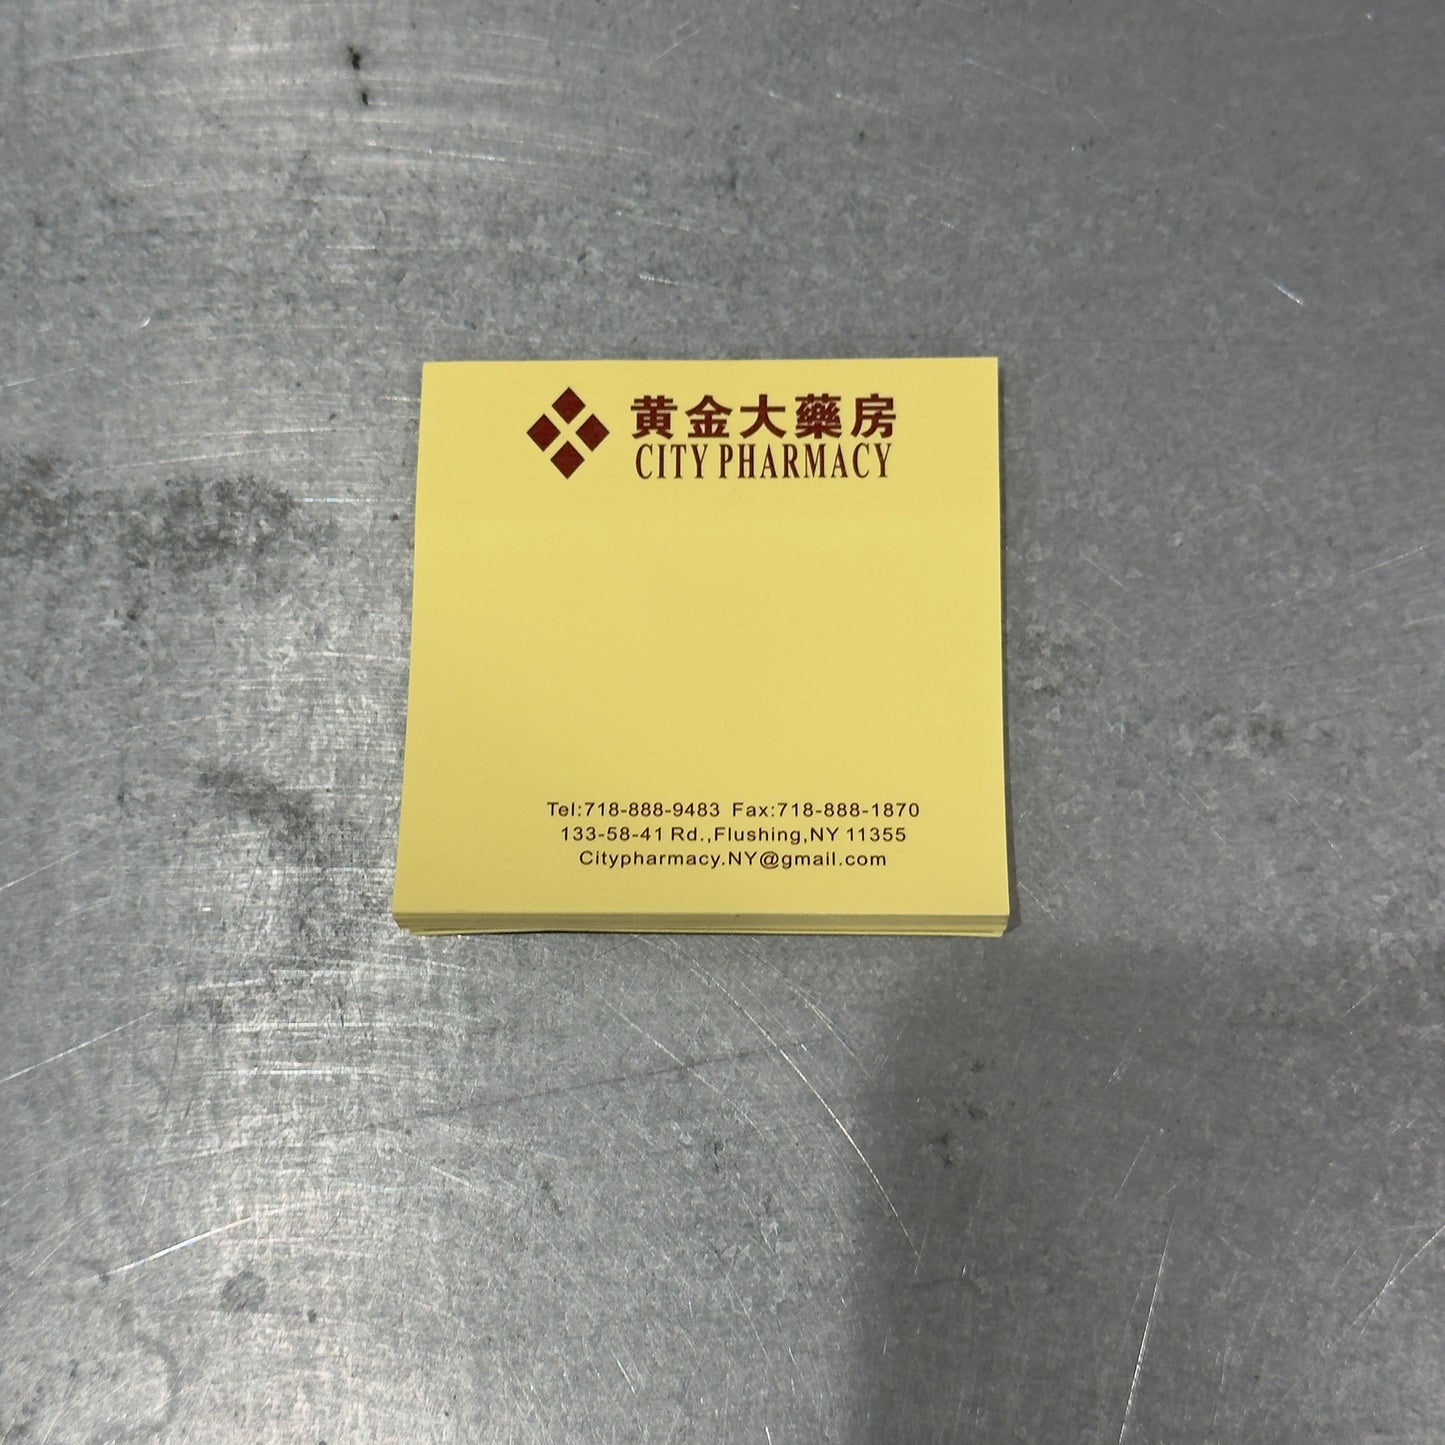 黄金大藥房
CITY PHARMACY
Tel:718-888-9483 Fax:718-888-1870
133-58-41 Rd.,Flushing,NY 11355
Citypharmacy.NY@gmail.com